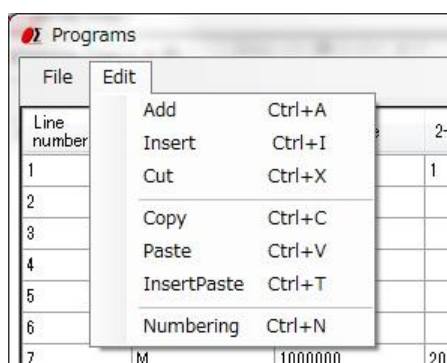 Programs
File Edit
Line number 2-
Add Ctrl+A
Insert Ctrl+I
1 1
Cut Ctrl+X
2
3 Copy Ctrl+C
4 Paste Ctrl+V
InsertPaste Ctrl+T
5
6 Numbering Ctrl+N
7 M 1000000 20